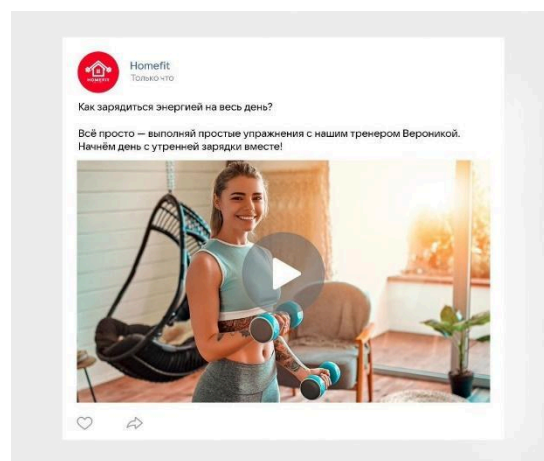 HOMEFIT
Homefit
Только что
Как зарядиться энергией на весь день?
Всё просто — выполняй простые упражнения с нашим тренером Вероникой.
Начнём день с утренней зарядки вместе!